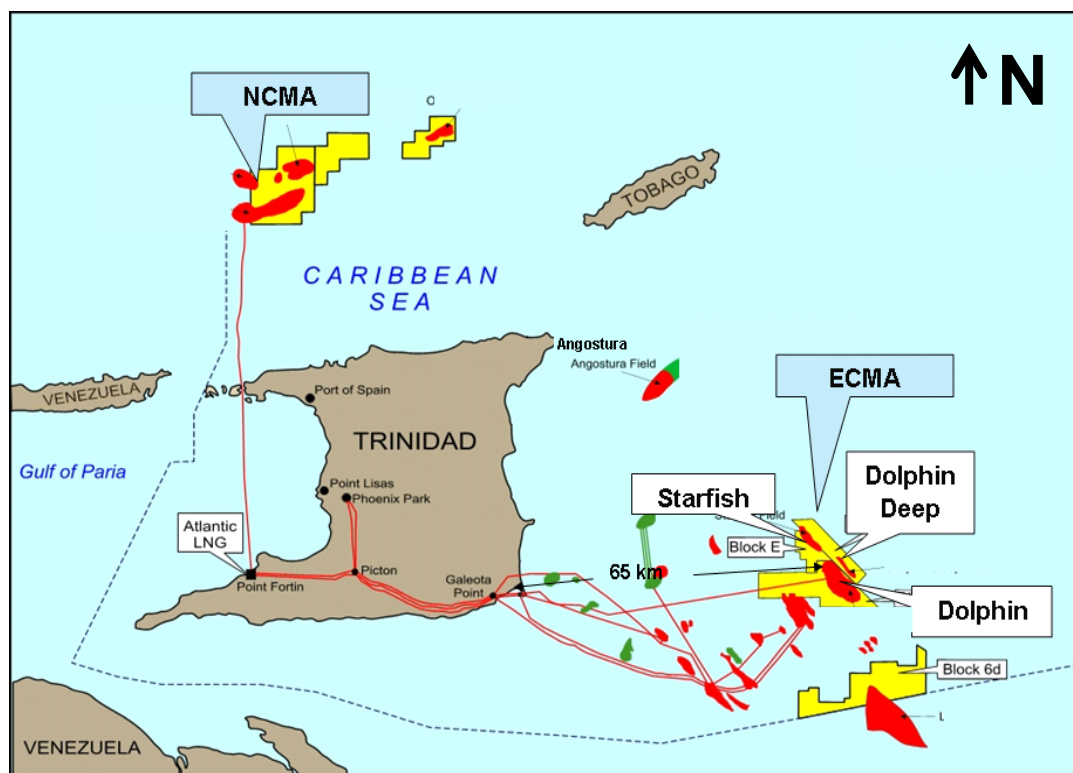 N
NCMA
O
TOBAGO
CARIBBEAN
SEA
Angostura
Angostura Field
ECMA
VENEZUELA
Port of Spain
TRINIDAD
Gulf of Paria
Point Lisas
Phoenix Park
Dolphin
Deep
Starfish
Field
Block E
Atlantic
LNG
Point Fortin
Picton
Galeota
Point
65 km
Dolphin
Block 6d
L
VENEZUELA